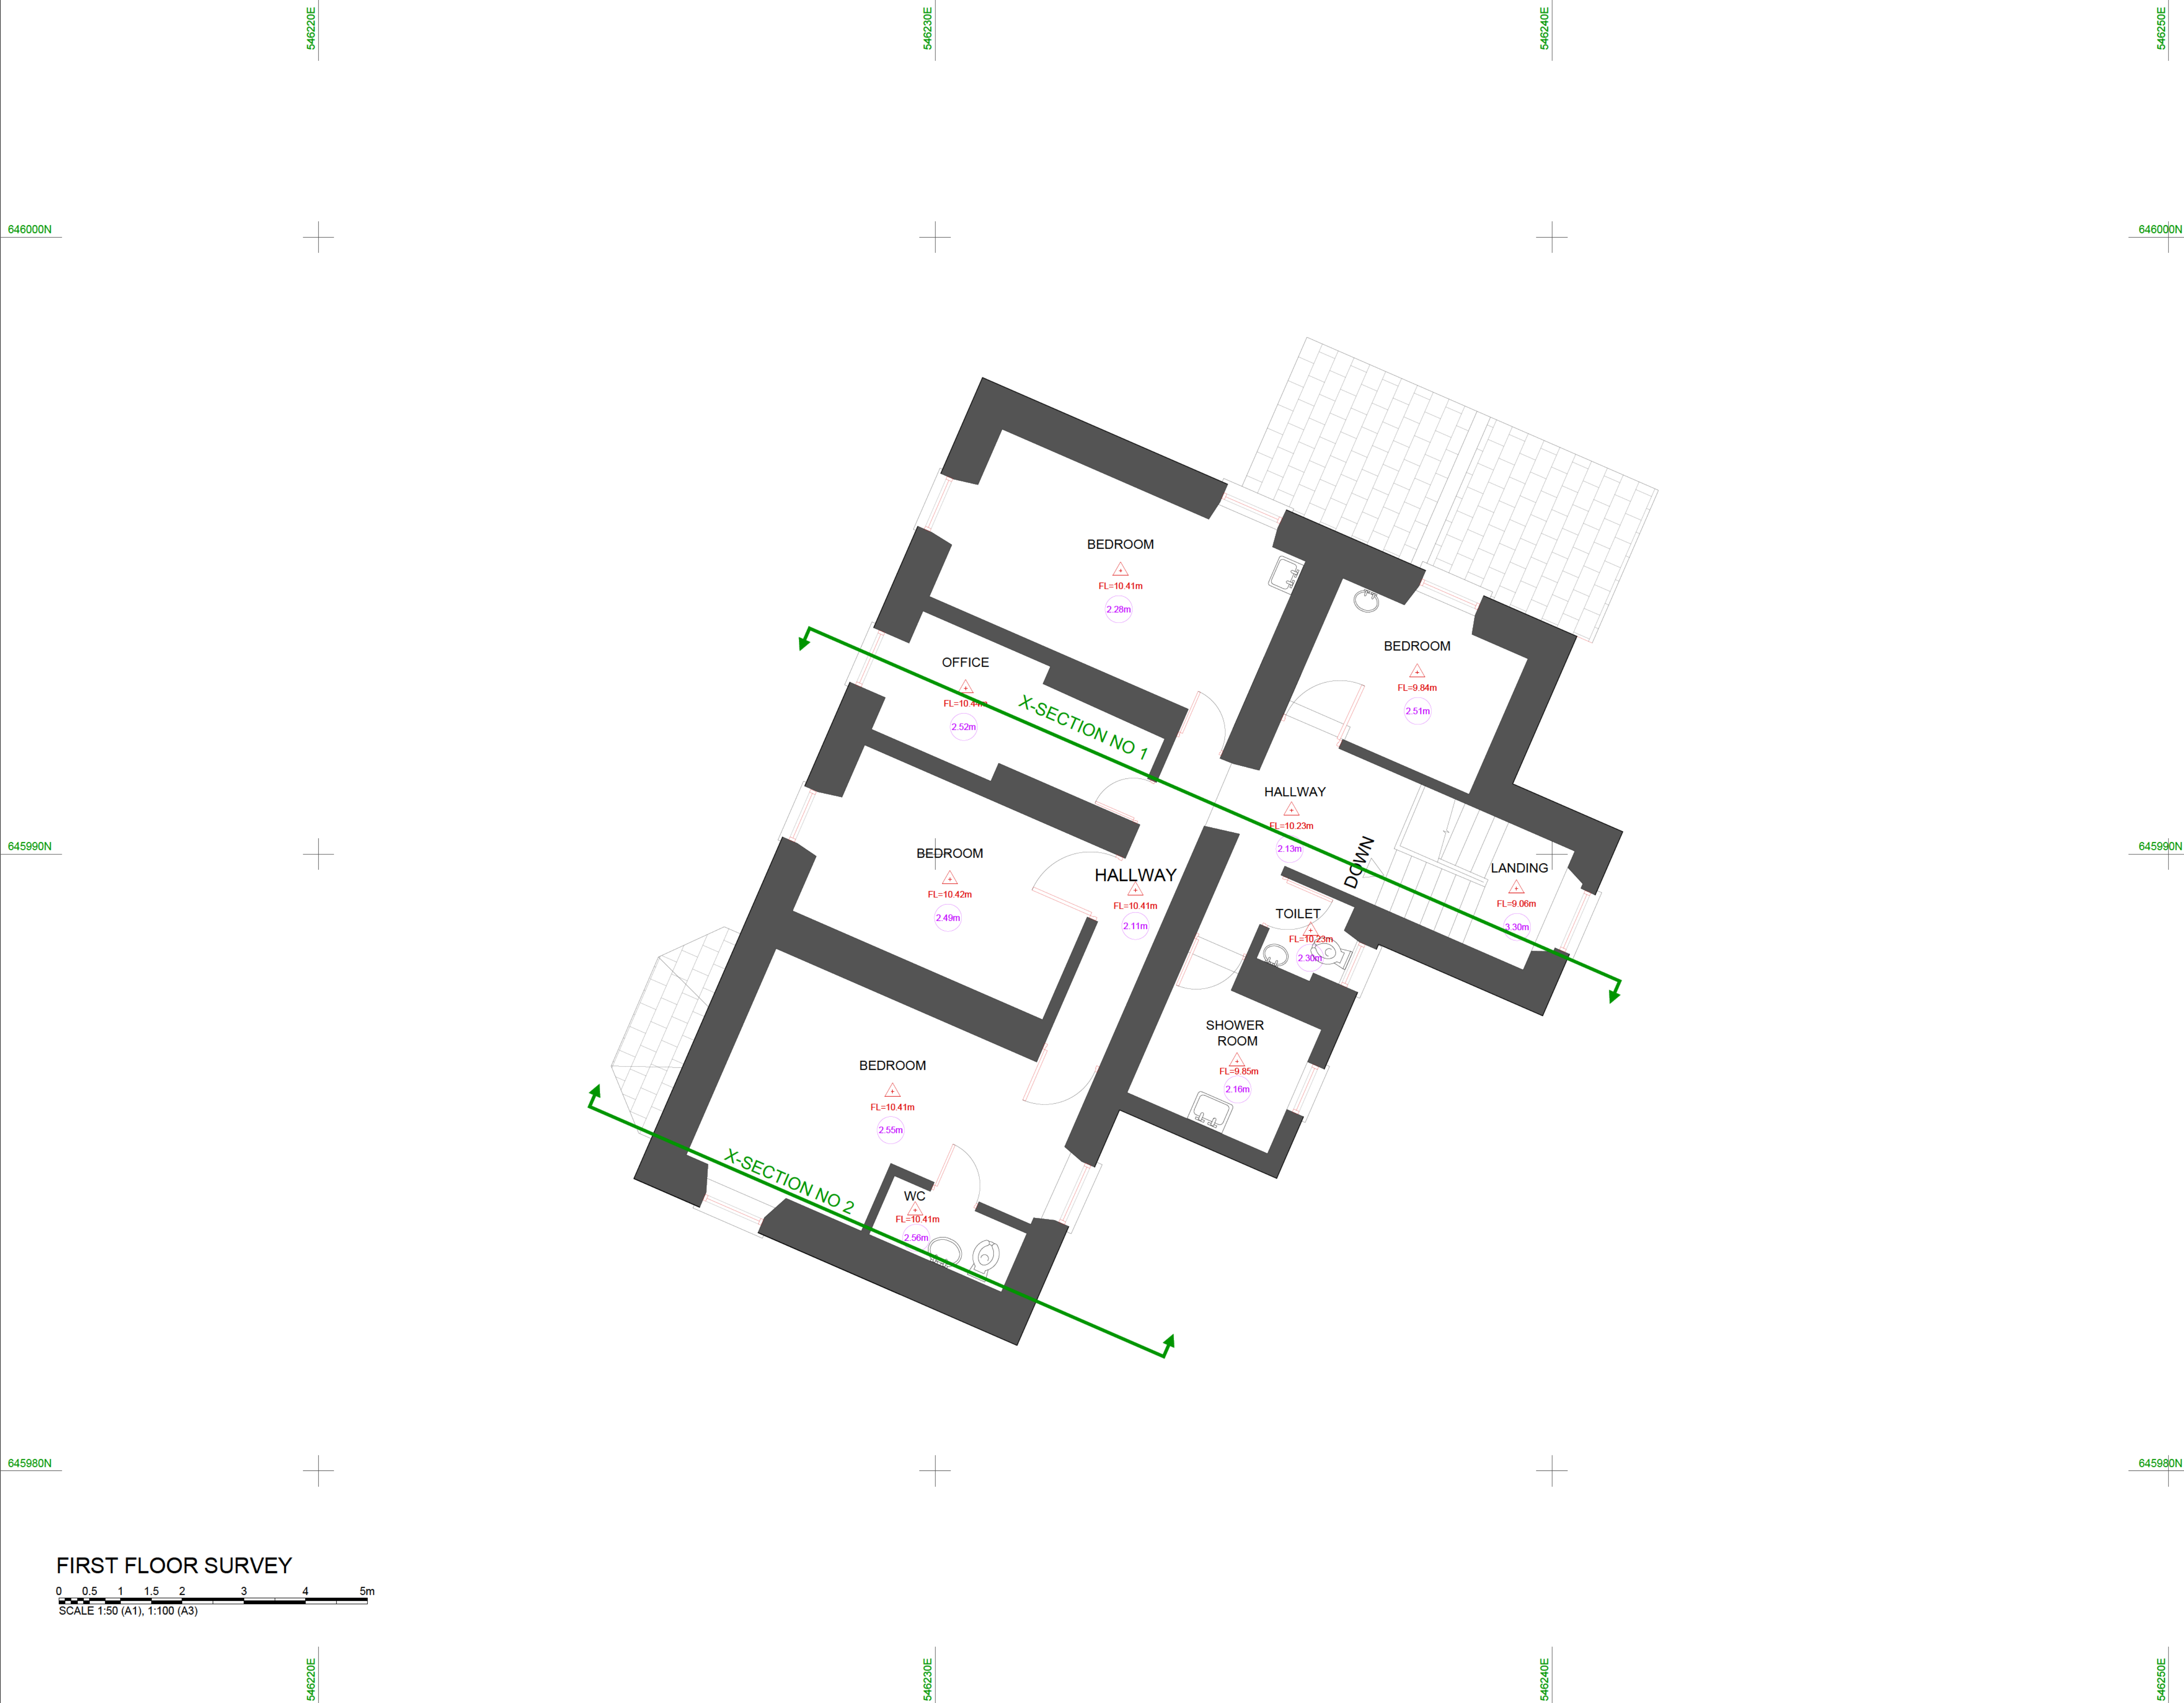 546220E
546230E
546240E
546250E
646000N
646000N
BEDROOM
FL=10.41m
2.28m
BEDROOM
FL=9.84m
2.51m
OFFICE
FL=10.44m
2.52m
X-SECTION NO 1
HALLWAY
FL=10.23m
2.13m
DOWN
645990N
645990N
BEDROOM
FL=10.42m
2.49m
HALLWAY
FL=10.41m
2.11m
LANDING
FL=9.06m
3.30m
TOILET
FL=10.23m
2.30m
SHOWER
ROOM
FL=9.85m
2.16m
BEDROOM
FL=10.41m
2.55m
X-SECTION NO 2
WC
FL=10.41m
2.56m
645980N
645980N
FIRST FLOOR SURVEY
0 0.5 1 1.5 2 3 4 5m
SCALE 1:50 (A1), 1:100 (A3)
546220E
546230E
546240E
546250E